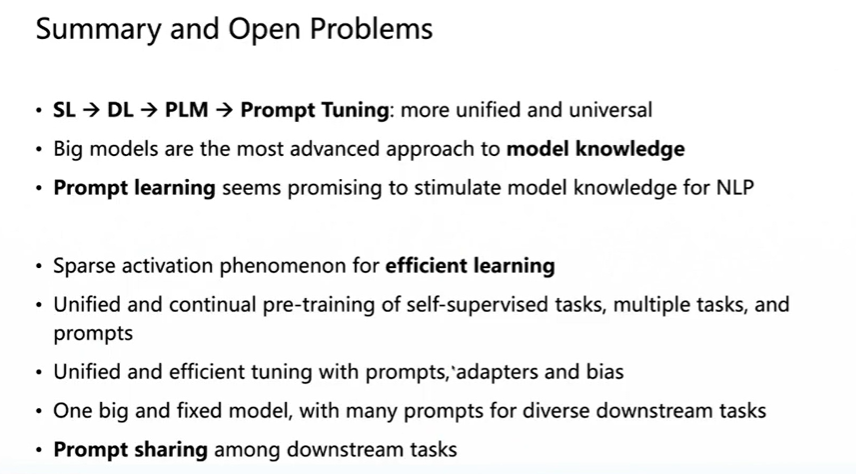 Summary and Open Problems
• SL → DL → PLM → Prompt Tuning: more unified and universal
• Big models are the most advanced approach to model knowledge
• Prompt learning seems promising to stimulate model knowledge for NLP
• Sparse activation phenomenon for efficient learning
• Unified and continual pre-training of self-supervised tasks, multiple tasks, and
prompts
• Unified and efficient tuning with prompts, adapters and bias
• One big and fixed model, with many prompts for diverse downstream tasks
• Prompt sharing among downstream tasks